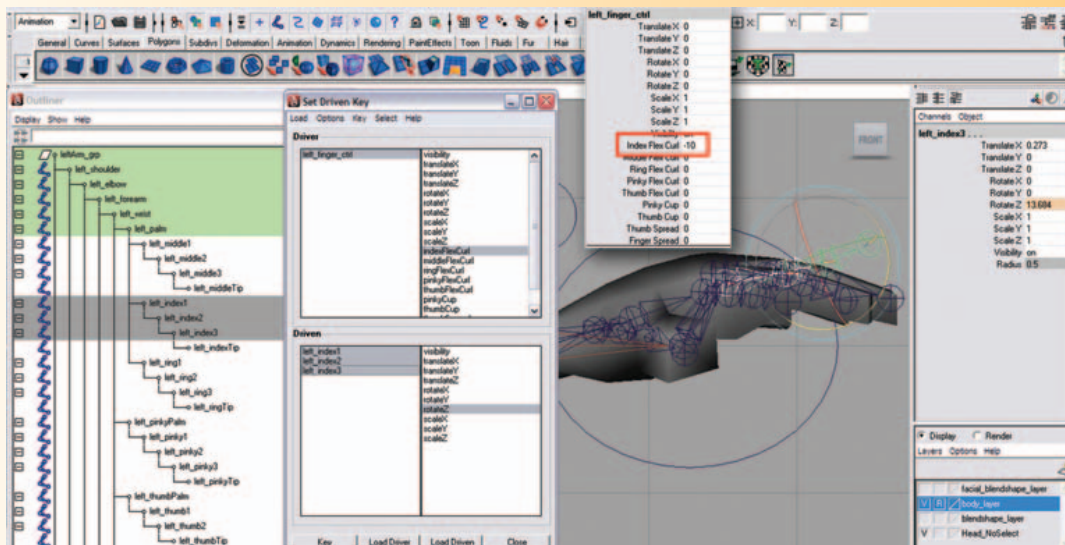 Animation
X:
Y:
Z:
General Curves Surfaces Polygons Subdivs Deformation Animation Dynamics Rendering PaintEffects Toon Fluids Fur Hair
Outliner
Display Show Help
leftArm_grp
left_shoulder
left_elbow
left_forearm
left_wrist
left_palm
left_middle1
left_middle2
left_middle3
left_middleTip
left_index1
left_index2
left_index3
left_indexTip
left_ring1
left_ring2
left_ring3
left_ringTip
left_pinkyPalm
left_pinky1
left_pinky2
left_pinky3
left_pinkyTip
left_thumbPalm
left_thumb1
left_thumb2
left_thumbTip
Set Driven Key
Load Options Key Select Help
Driver
left_finger_ctrl
visibility
translateX
translateY
translateZ
rotateX
rotateY
rotateZ
scaleX
scaleY
scaleZ
indexFlexCurl
middleFlexCurl
ringFlexCurl
pinkyFlexCurl
thumbFlexCurl
pinkyCup
thumbCup
Driven
left_index1
left_index2
left_index3
visibility
translateX
translateY
translateZ
rotateX
rotateY
rotateZ
scaleX
scaleY
scaleZ
Key Load Driver Load Driven Close
left_finger_ctrl
Translate X 0
Translate Y 0
Translate Z 0
Rotate X 0
Rotate Y 0
Rotate Z 0
Scale X 1
Scale Y 1
Scale Z 1
Visibility on
Index Flex Curl -10
Middle Flex Curl 0
Ring Flex Curl 0
Pinky Flex Curl 0
Thumb Flex Curl 0
Pinky Cup 0
Thumb Cup 0
Thumb Spread 0
Finger Spread 0
FRONT
Channels Object
left_index3 . . .
Translate X 0.273
Translate Y 0
Translate Z 0
Rotate X 0
Rotate Y 0
Rotate Z 13.604
Scale X 1
Scale Y 1
Scale Z 1
Visibility on
Radius 0.5
Display Render
Layers Options Help
facial_blendshape_layer
V R body_layer
blendshape_layer
V Head_NoSelect